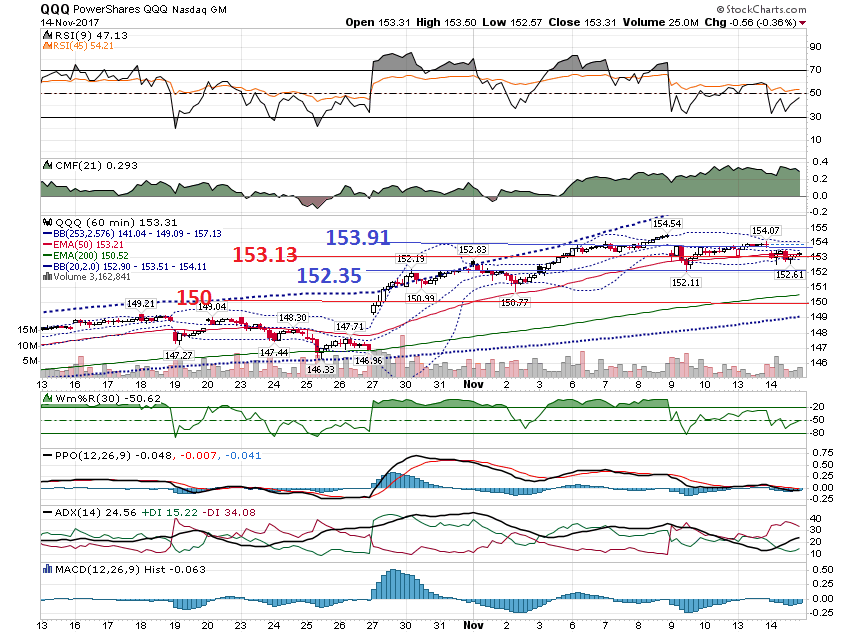 QQQ PowerShares QQQ Nasdaq GM © StockCharts.com
14-Nov-2017 Open 153.31 High 153.50 Low 152.57 Close 153.31 Volume 25.0M Chg -0.56 (-0.36%)
RSI(9) 47.13
RSI(45) 54.21
90
70
50
30
10
CMF(21) 0.293
0.4
0.2
0.0
-0.2
QQQ (60 min) 153.31
BB(253,2.576) 141.04 - 149.09 - 157.13
EMA(50) 153.21
EMA(200) 150.52
BB(20,2.0) 152.90 - 153.51 - 154.11
Volume 3,162,841
153.91
153.13
152.35
150
149.21
147.27
149.04
147.44
148.30
146.33
147.71
146.96
152.19
150.99
152.83
150.77
154.54
152.11
154.07
152.61
155
154
153
152
151
150
149
148
147
146
15M
10M
5M
13 16 17 18 19 20 23 24 25 26 27 30 31 Nov 2 3 6 7 8 9 10 13 14
Wm%R(30) -50.62
-20
-50
-80
PPO(12,26,9) -0.048, -0.007, -0.041
0.75
0.50
0.25
0.00
-0.25
ADX(14) 24.56 +DI 15.22 -DI 34.08
40
30
20
10
MACD(12,26,9) Hist -0.063
0.50
0.25
0.00
-0.25
13 16 17 18 19 20 23 24 25 26 27 30 31 Nov 2 3 6 7 8 9 10 13 14